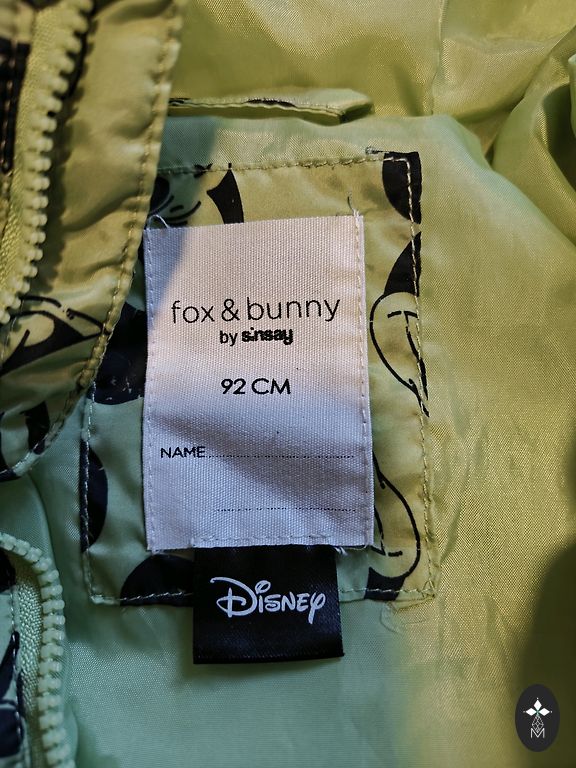 fox & bunny
by sinsay
92 CM
NAME
Disney
M